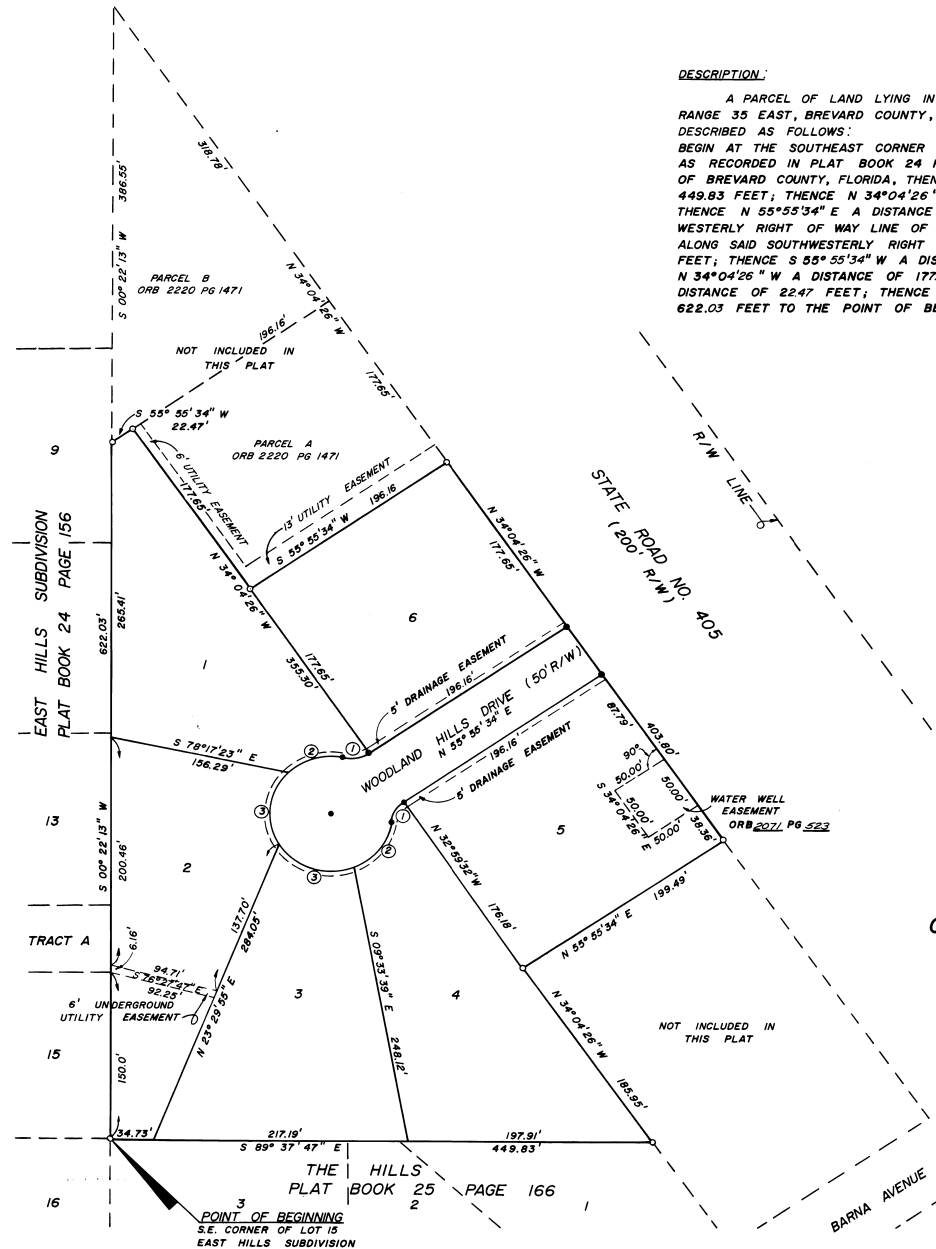 DESCRIPTION:
A PARCEL OF LAND LYING IN
RANGE 35 EAST, BREVARD COUNTY,
DESCRIBED AS FOLLOWS:
BEGIN AT THE SOUTHEAST CORNER
AS RECORDED IN PLAT BOOK 24
OF BREVARD COUNTY, FLORIDA, THEN
449.83 FEET; THENCE N 34°04'26"
THENCE N 55°55'34" E A DISTANCE
WESTERLY RIGHT OF WAY LINE OF
ALONG SAID SOUTHWESTERLY RIGHT
FEET; THENCE S 55°55'34" W A DIS
N 34°04'26" W A DISTANCE OF 177.
DISTANCE OF 22.47 FEET; THENCE
622.03 FEET TO THE POINT OF BE
318.78'
S 00° 22' 13" W 386.55'
N 34° 04' 26" W
PARCEL B
ORB 2220 PG 1471
196.16'
NOT INCLUDED IN
THIS PLAT
177.65'
S 55° 55' 34" W
22.47'
PARCEL A
ORB 2220 PG 1471
6' UTILITY EASEMENT
177.65'
13' UTILITY EASEMENT
S 55° 55' 34" W 196.16
9
R/W LINE
STATE ROAD NO. 405
(200' R/W)
N 34° 04' 26" W
177.65'
EAST HILLS SUBDIVISION
PLAT BOOK 24 PAGE 156
622.03'
265.41'
N 34° 04' 26" W
355.30'
177.65'
6
1
5' DRAINAGE EASEMENT
196.16'
WOODLAND HILLS DRIVE (50' R/W)
N 55° 55' 34" E
196.16'
5' DRAINAGE EASEMENT
S 78° 17' 23" E
156.29'
2
1
3
1
2
3
87.79'
403.80'
90°
50.00'
50.00'
50.00'
S 34° 04' 26" E
50.00'
38.36'
WATER WELL
EASEMENT
ORB 2071 PG 523
5
13
S 00° 22' 13" W
200.46'
2
N 32° 59' 32" W
176.18'
N 55° 55' 34" E 199.49'
TRACT A
6.16'
94.71'
S 76° 27' 47" E
92.25'
6' UNDERGROUND
UTILITY EASEMENT
137.70'
284.05'
N 23° 29' 55" E
3
S 09° 33' 39" E
248.12'
4
N 34° 04' 26" W
185.95'
NOT INCLUDED IN
THIS PLAT
15
150.0'
34.73'
217.19'
S 89° 37' 47" E
197.91'
449.83'
THE HILLS
PLAT BOOK 25 PAGE 166
16
3
2
1
BARNA AVENUE
POINT OF BEGINNING
S.E. CORNER OF LOT 15
EAST HILLS SUBDIVISION